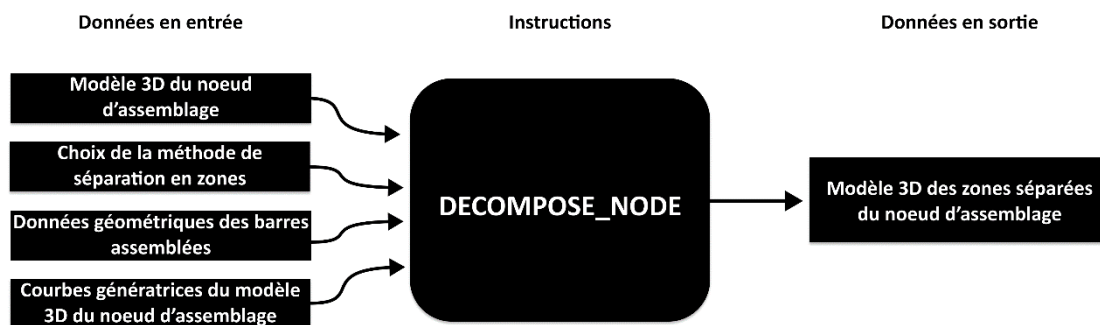 Données en entrée
Instructions
Données en sortie
Modèle 3D du noeud
d'assemblage
Choix de la méthode de
séparation en zones
Données géométriques des barres
assemblées
Courbes génératrices du modèle
3D du noeud d'assemblage
DECOMPOSE_NODE
Modèle 3D des zones séparées
du noeud d'assemblage